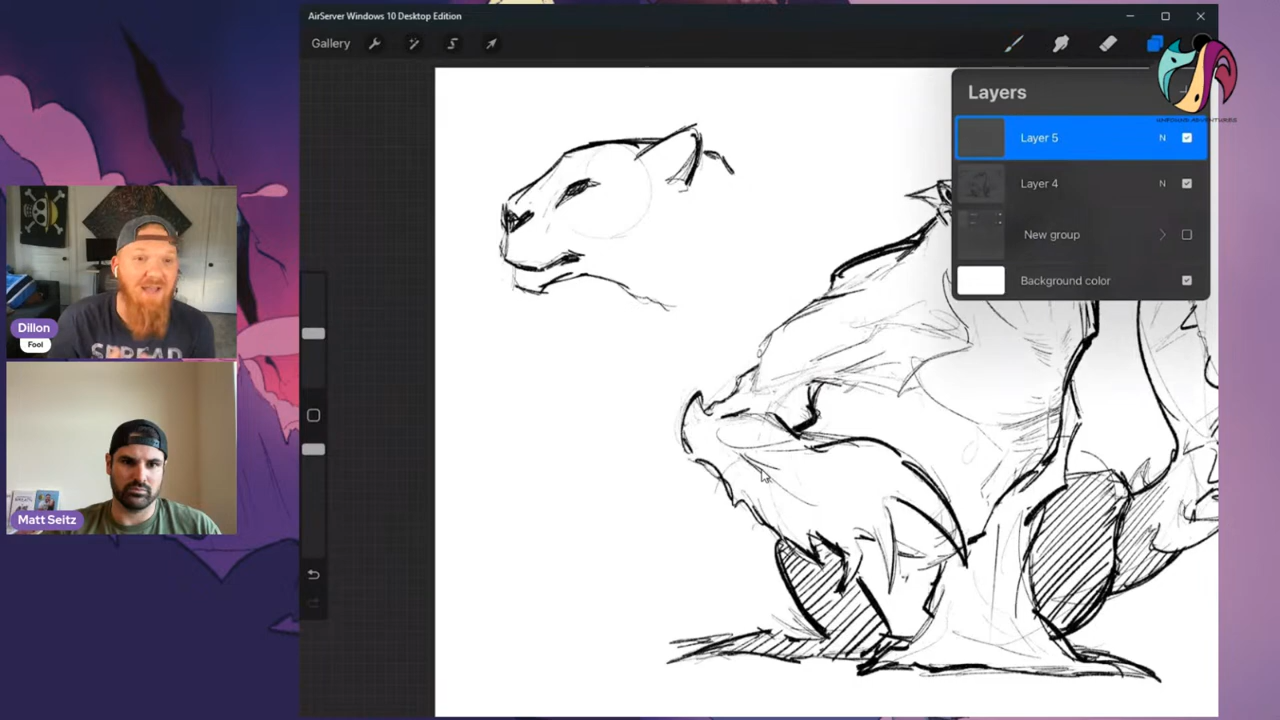 AirServer Windows 10 Desktop Edition
Gallery
Layers
Layer 5
N
Layer 4
N
New group
Background color
Dillon
Fool
SPREAD
Matt Seitz